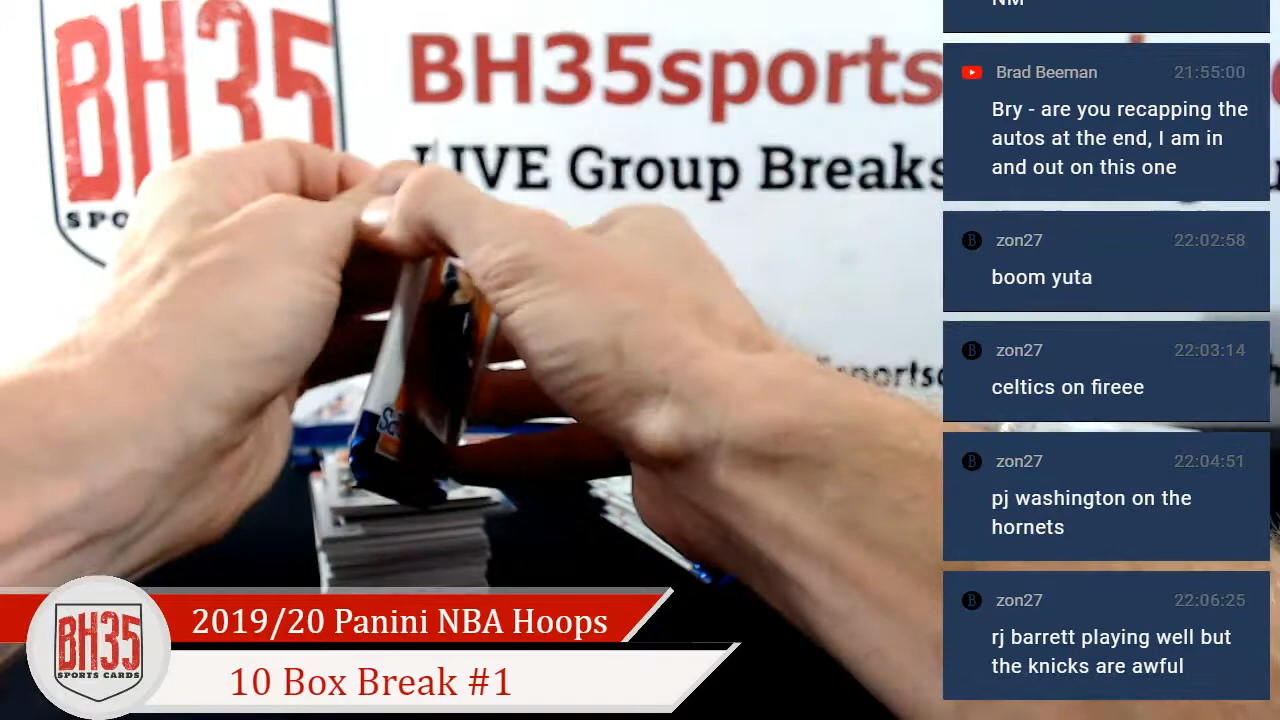 BH35
SPO
BH35sports
LIVE Group Breaks
sportsc
2019/20 Panini NBA Hoops
10 Box Break #1
BH35
SPORTS CARDS
NM
Brad Beeman 21:55:00
Bry - are you recapping the
autos at the end, I am in
and out on this one
zon27 22:02:58
boom yuta
zon27 22:03:14
celtics on fireee
zon27 22:04:51
pj washington on the
hornets
zon27 22:06:25
rj barrett playing well but
the knicks are awful